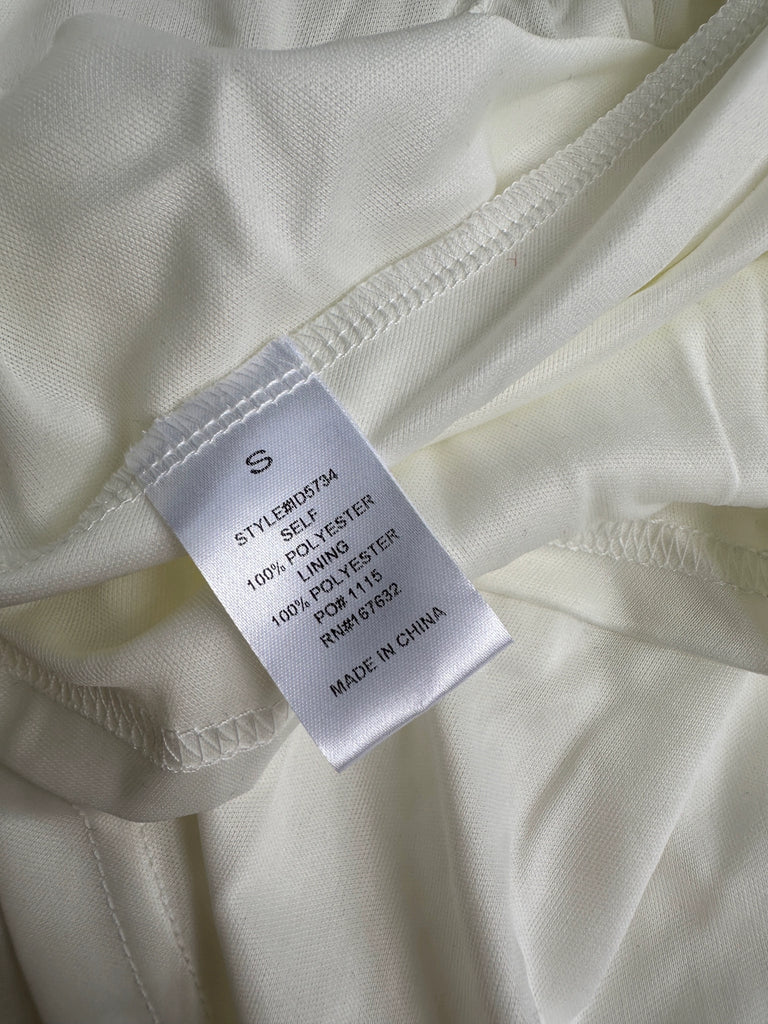 S
STYLE#ID5734
SELF
100% POLYESTER
LINING
100% POLYESTER
PO# 1115
RN#167632
MADE IN CHINA